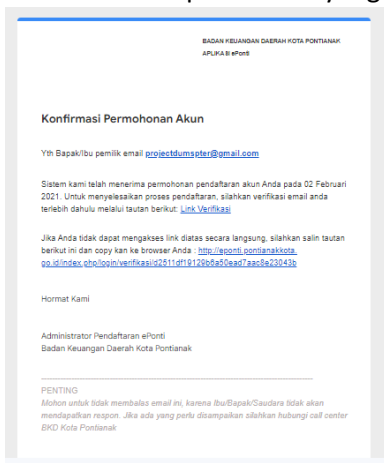 BADAN KEUANGAN DAERAH KOTA PONTIANAK
APLIKASI ePonti
Konfirmasi Permohonan Akun
Yth Bapak/Ibu pemilik email projectdumspter@gmail.com
Sistem kami telah menerima permohonan pendaftaran akun Anda pada 02 Februari
2021. Untuk menyelesaikan proses pendaftaran, silahkan verifikasi email anda
terlebih dahulu melalui tautan berikut: Link Verifikasi
Jika Anda tidak dapat mengakses link diatas secara langsung, silahkan salin tautan
berikut ini dan copy kan ke browser Anda : http://eponti.pontianakkota.
go.id/index.php/login/verifikasi/d2511df19129b6a50ead7aac8e23043b
Hormat Kami
Administrator Pendaftaran ePonti
Badan Keuangan Daerah Kota Pontianak
PENTING
Mohon untuk tidak membalas email ini, karena Ibu/Bapak/Saudara tidak akan
mendapatkan respon. Jika ada yang perlu disampaikan silahkan hubungi call center
BKD Kota Pontianak